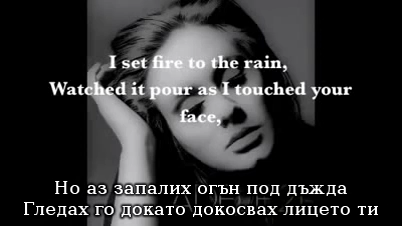 I set fire to the rain,
Watched it pour as I touched your
face,
Но аз запалих огън под дъжда
Гледах го докато докосвах лицето ти